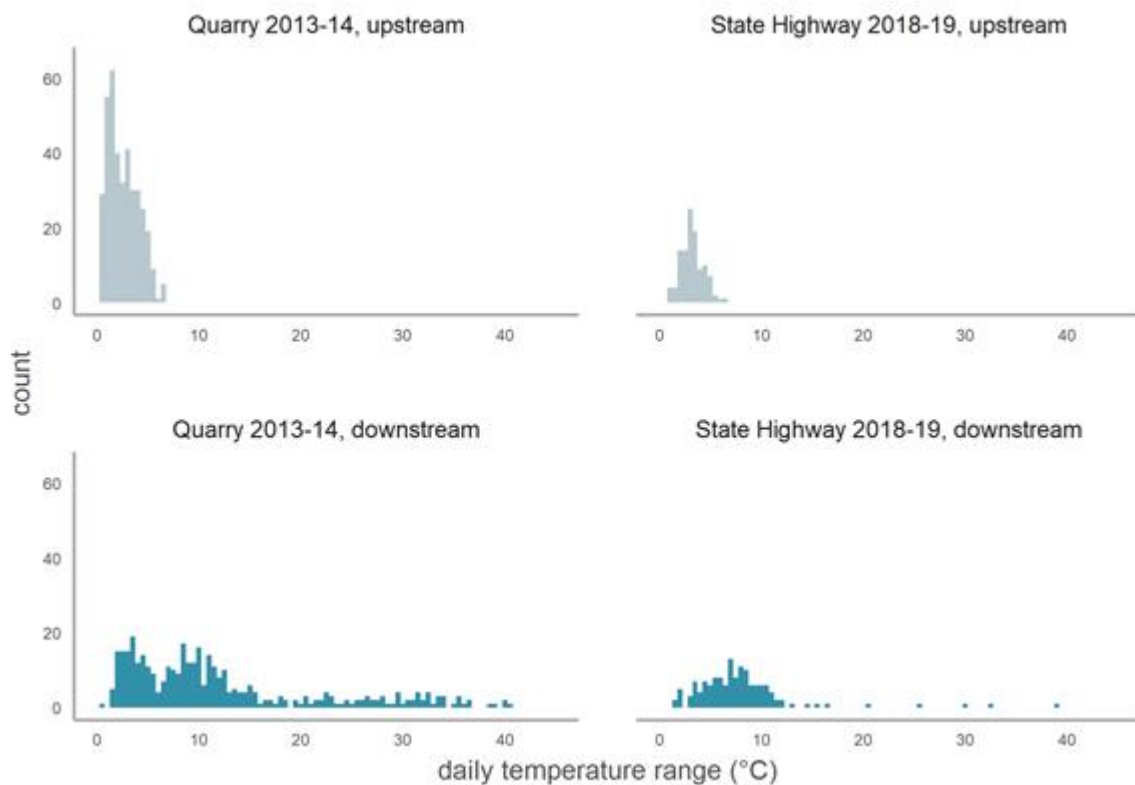 Quarry 2013-14, upstream
State Highway 2018-19, upstream
60
40
20
0
0 10 20 30 40
0 10 20 30 40
count
Quarry 2013-14, downstream
State Highway 2018-19, downstream
60
40
20
0
0 10 20 30 40
0 10 20 30 40
daily temperature range (°C)